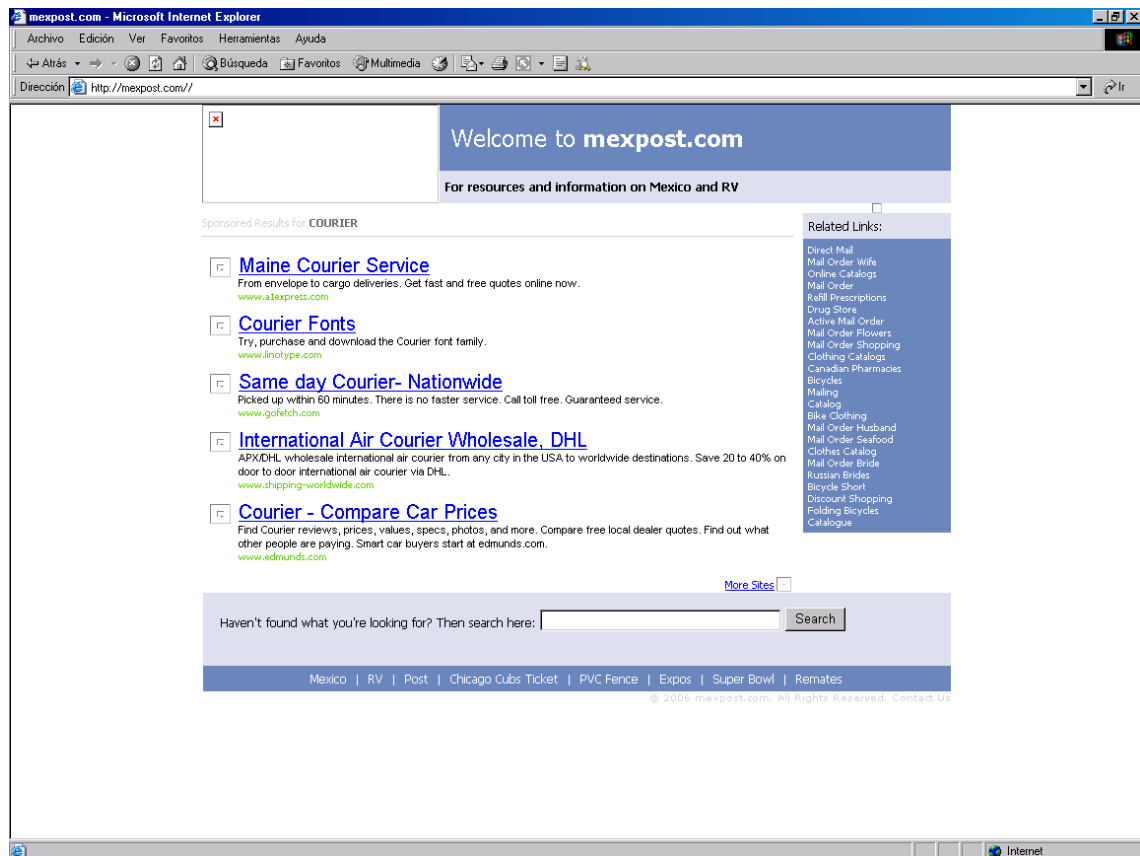 mexpost.com - Microsoft Internet Explorer
Archivo Edición Ver Favoritos Herramientas Ayuda
Atrás Búsqueda Favoritos Multimedia
Dirección http://mexpost.com// Ir
Welcome to mexpost.com
For resources and information on Mexico and RV
Sponsored Results for COURIER
Maine Courier Service
From envelope to cargo deliveries. Get fast and free quotes online now.
www.a1express.com
Courier Fonts
Try, purchase and download the Courier font family.
www.linotype.com
Same day Courier- Nationwide
Picked up within 60 minutes. There is no faster service. Call toll free. Guaranteed service.
www.gofetch.com
International Air Courier Wholesale, DHL
APX/DHL wholesale international air courier from any city in the USA to worldwide destinations. Save 20 to 40% on
door to door international air courier via DHL.
www.shipping-worldwide.com
Courier - Compare Car Prices
Find Courier reviews, prices, values, specs, photos, and more. Compare free local dealer quotes. Find out what
other people are paying. Smart car buyers start at edmunds.com.
www.edmunds.com
More Sites
Related Links:
Direct Mail
Mail Order Wife
Online Catalogs
Mail Order
Refill Prescriptions
Drug Store
Active Mail Order
Mail Order Flowers
Mail Order Shopping
Clothing Catalogs
Canadian Pharmacies
Bicycles
Mailing
Catalog
Bike Clothing
Mail Order Husband
Mail Order Seafood
Clothes Catalog
Mail Order Bride
Russian Brides
Bicycle Short
Discount Shopping
Folding Bicycles
Catalogue
Haven't found what you're looking for? Then search here: Search
Mexico | RV | Post | Chicago Cubs Ticket | PVC Fence | Expos | Super Bowl | Remates
© 2006 mexpost.com. All Rights Reserved. Contact Us
Internet